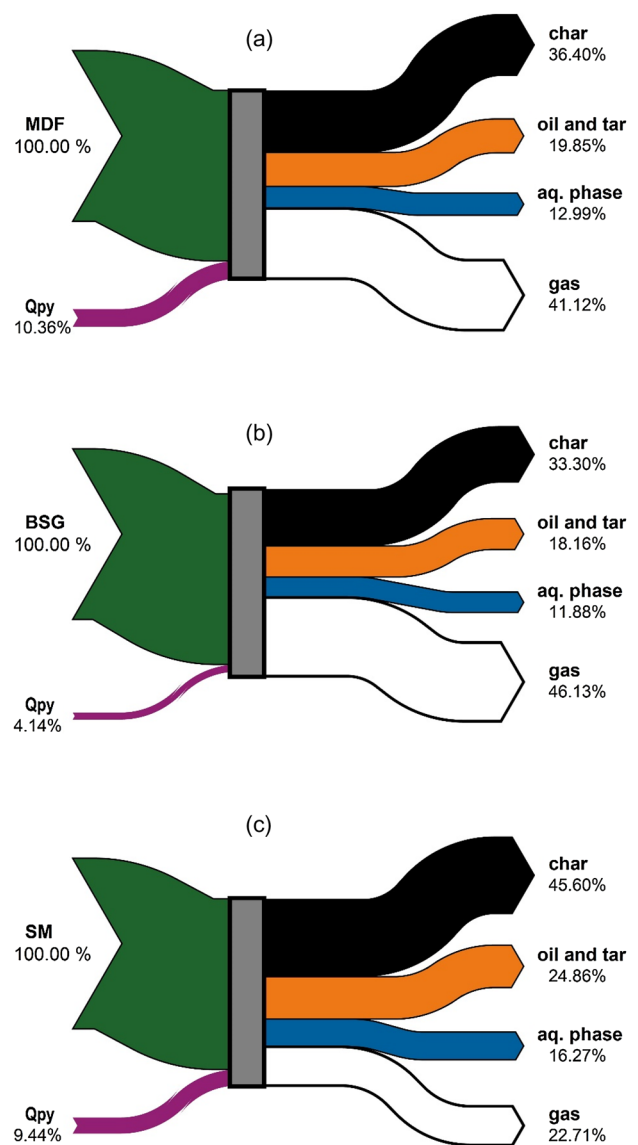 (a)
MDF
100.00 %
Qpy
10.36%
char
36.40%
oil and tar
19.85%
aq. phase
12.99%
gas
41.12%
(b)
BSG
100.00 %
Qpy
4.14%
char
33.30%
oil and tar
18.16%
aq. phase
11.88%
gas
46.13%
(c)
SM
100.00 %
Qpy
9.44%
char
45.60%
oil and tar
24.86%
aq. phase
16.27%
gas
22.71%